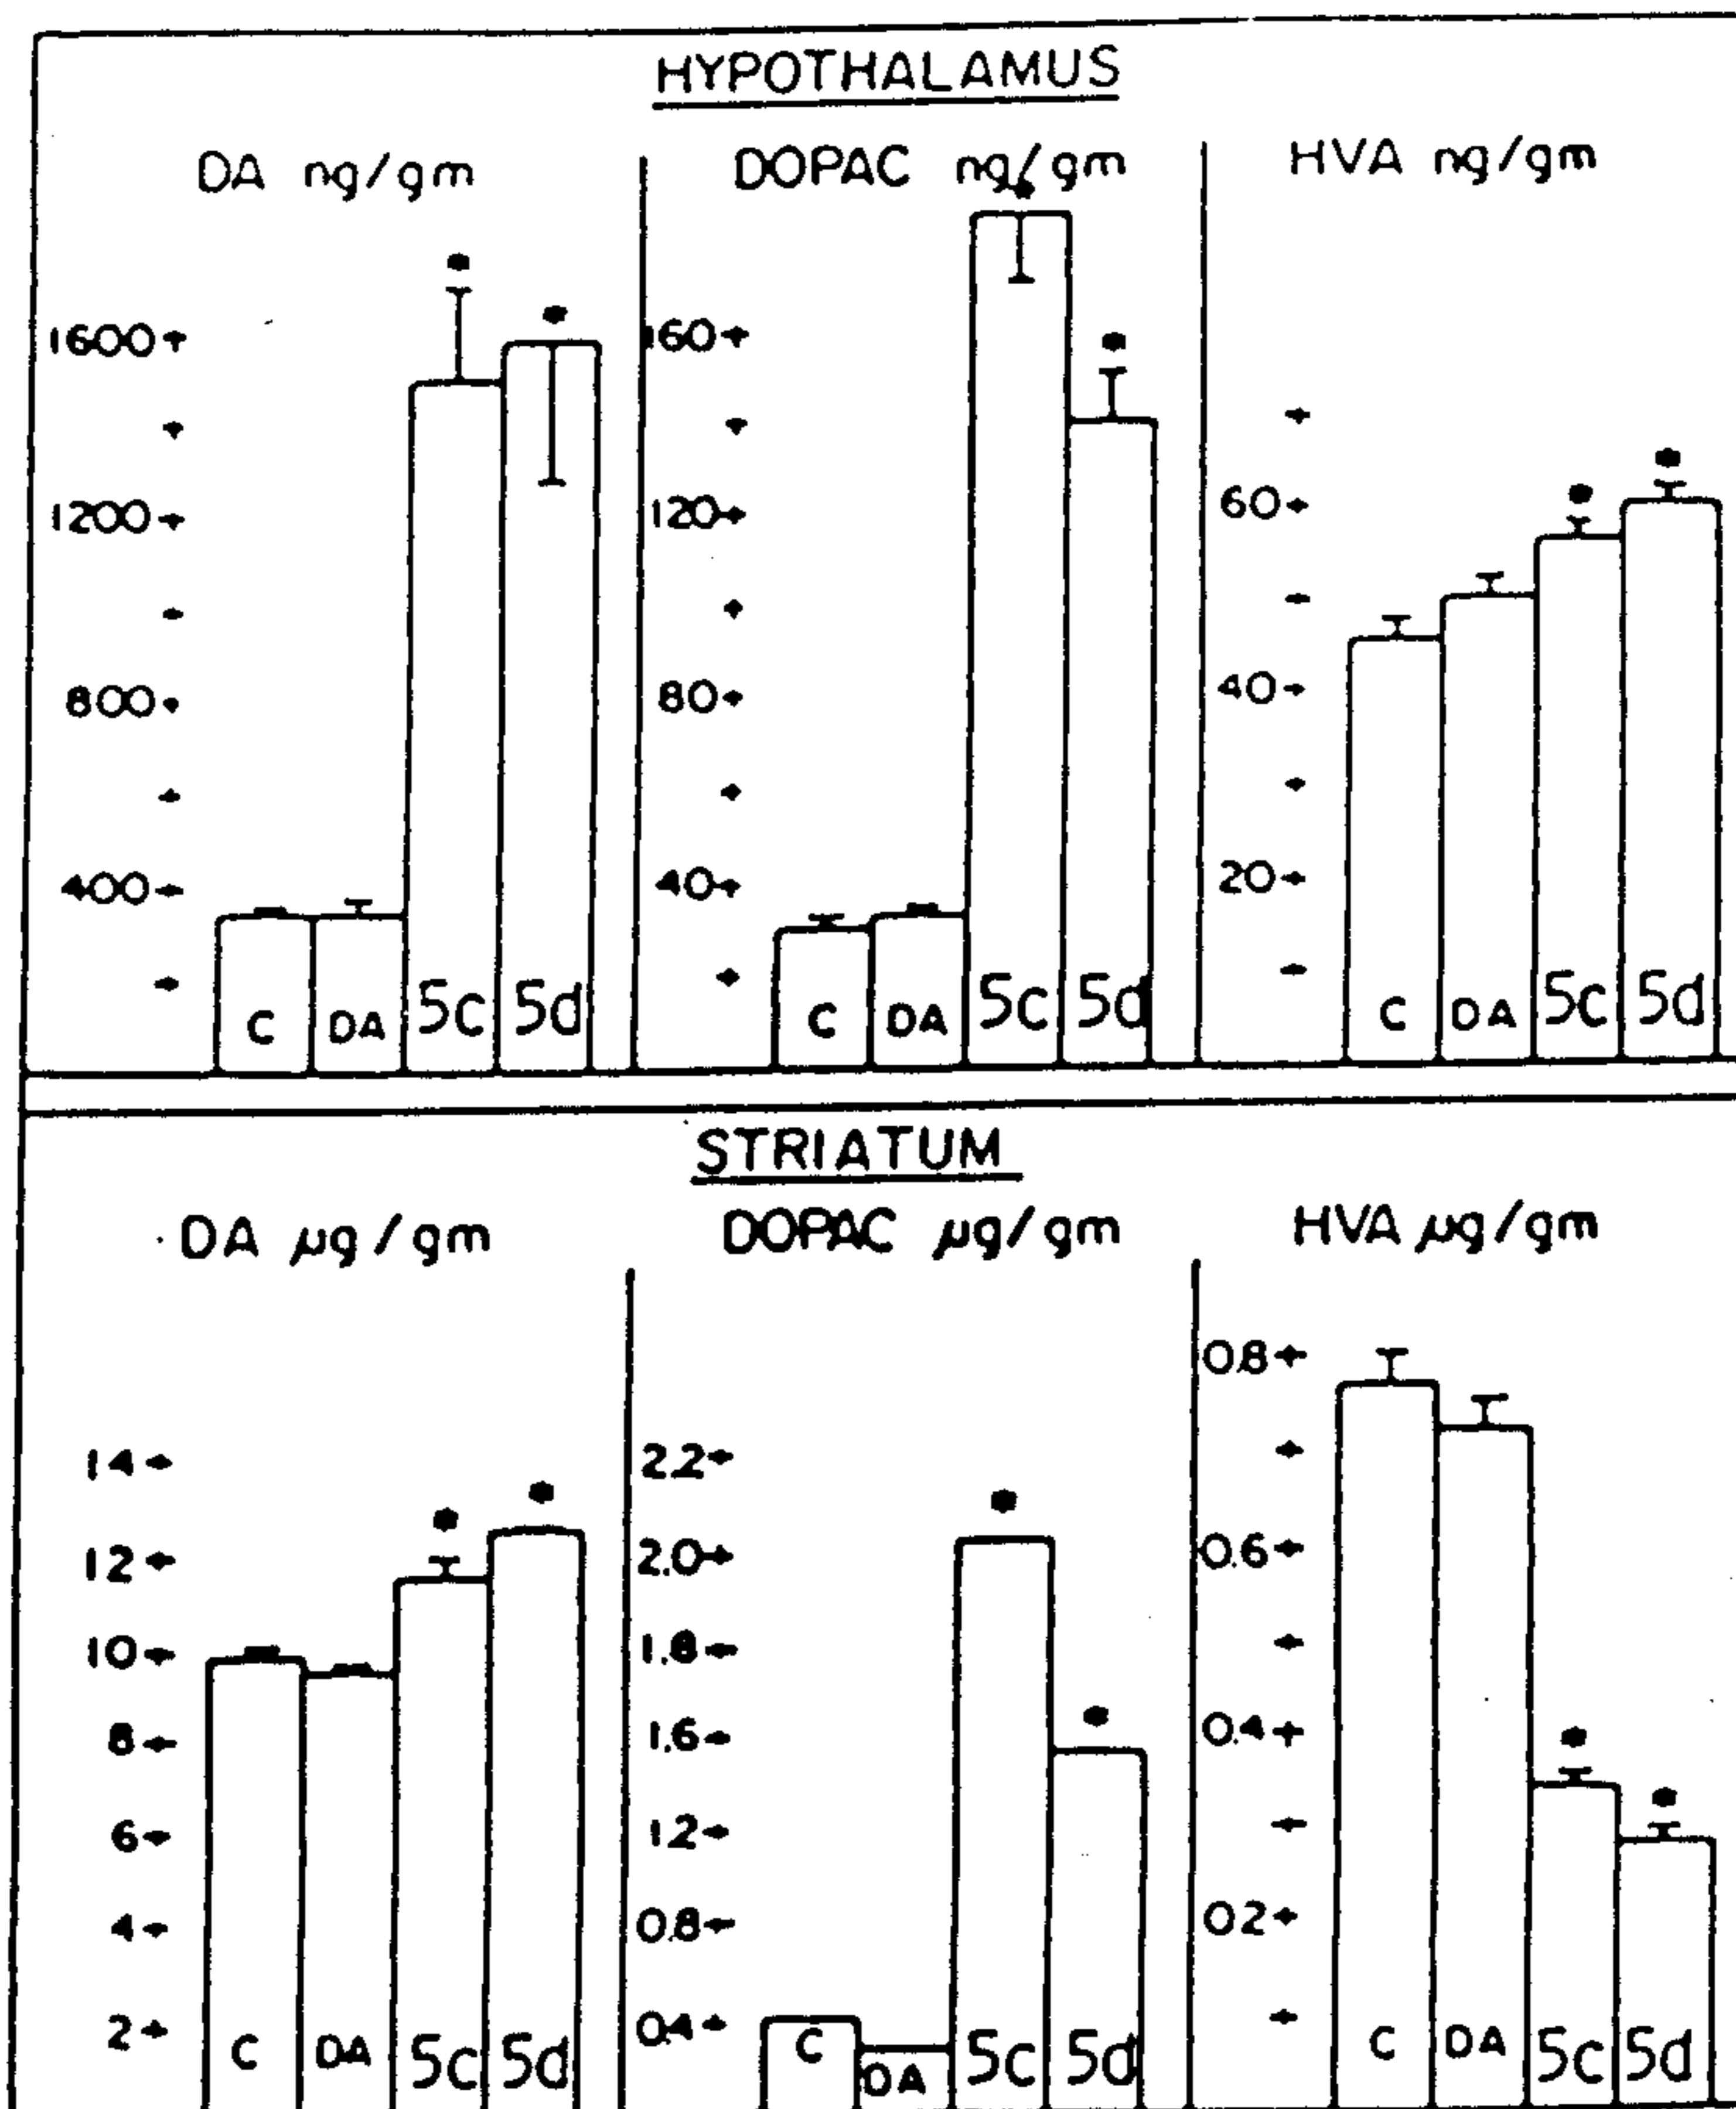 HYPOTHALAMUS
DA ng/gm
DOPAC ng/gm
HVA ng/gm
1600
1200
800
400
C DA 5c 5d
160
120
80
40
C DA 5c 5d
60
40
20
C DA 5c 5d
STRIATUM
DA µg/gm
DOPAC µg/gm
HVA µg/gm
14
12
10
8
6
4
2
C DA 5c 5d
2.2
2.0
1.8
1.6
1.2
0.8
0.4
C DA 5c 5d
0.8
0.6
0.4
0.2
C DA 5c 5d